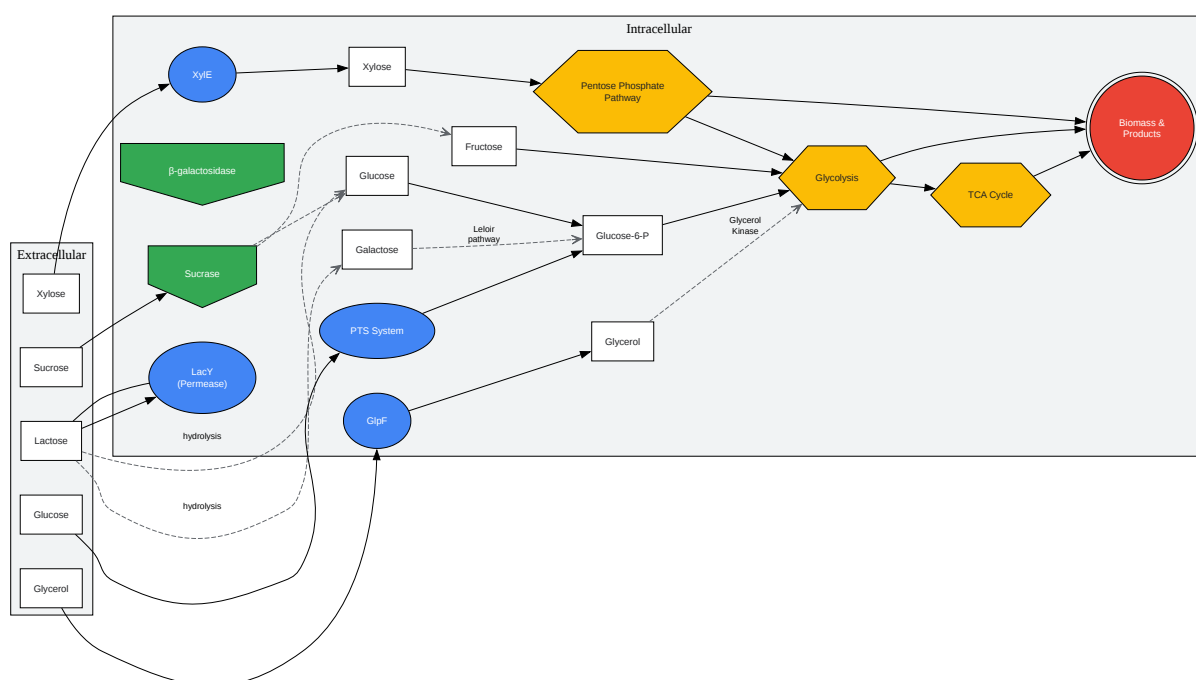 Intracellular
XylE
Xylose
Pentose Phosphate
Pathway
Biomass &
Products
Fructose
β-galactosidase
Glucose
Glycolysis
TCA Cycle
Leloir
pathway
Glycerol
Kinase
Glucose-6-P
Galactose
Extracellular
Sucrase
Xylose
PTS System
Glycerol
Sucrose
LacY
(Permease)
GlpF
Lactose
hydrolysis
Glucose
hydrolysis
Glycerol